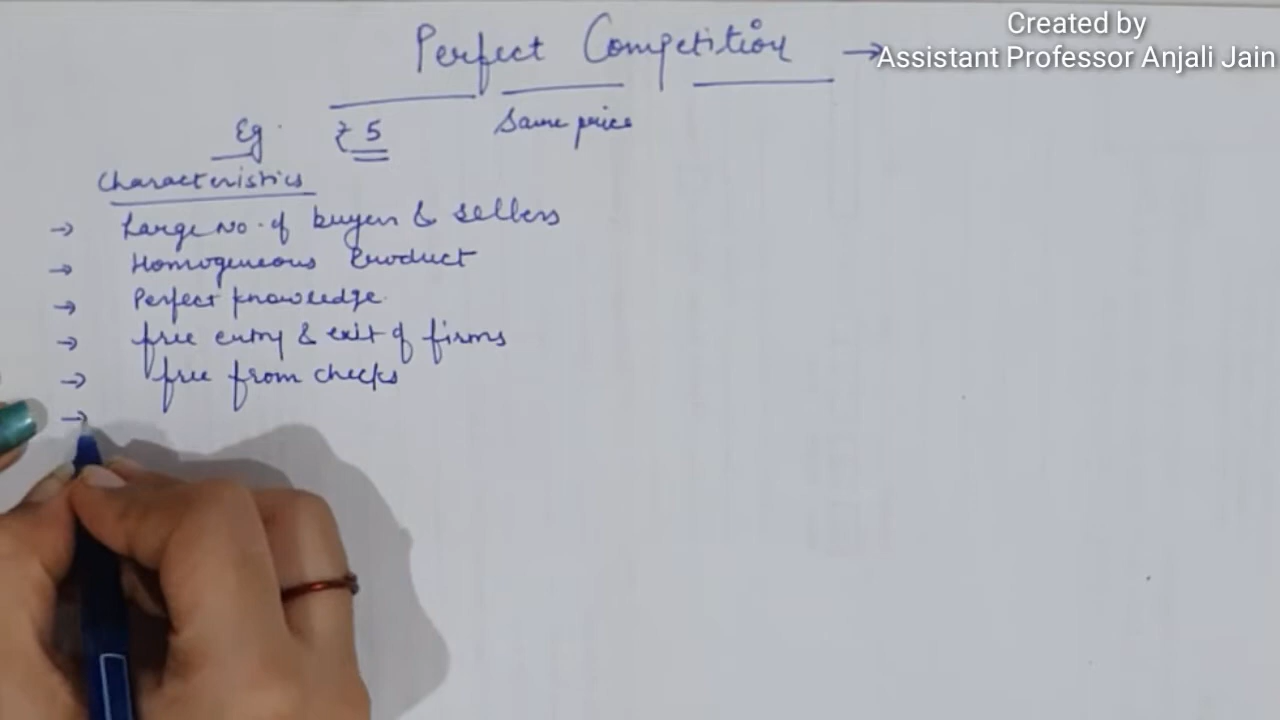 Created by
Assistant Professor Anjali Jain
Perfect Competition →
Eg. ₹ 5 Same price
Characteristics
→ Large No. of buyers & sellers
→ Homogeneous Product
→ Perfect knowledge.
→ free entry & exit of firms
→ free from checks
→